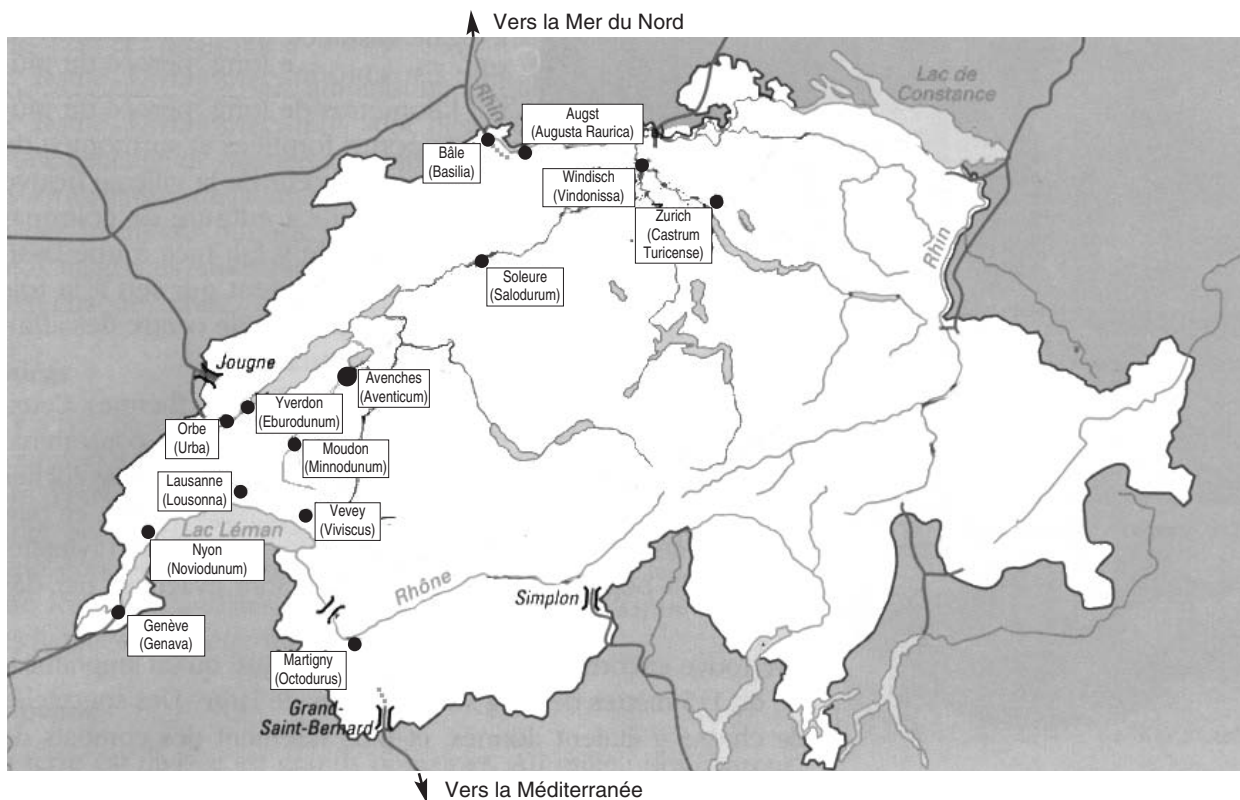 Vers la Mer du Nord
Lac de
Constance
Rhin
Augst
(Augusta Raurica)
Bâle
(Basilia)
Windisch
(Vindonissa)
Zurich
(Castrum
Turicense)
Rhin
Soleure
(Salodurum)
Jougne
Avenches
(Aventicum)
Yverdon
(Eburodunum)
Orbe
(Urba)
Moudon
(Minnodunum)
Lausanne
(Lousonna)
Vevey
(Viviscus)
Lac Léman
Nyon
(Noviodunum)
Rhône
Simplon
Genève
(Genava)
Martigny
(Octodurus)
Grand-
Saint-Bernard
Vers la Méditerranée